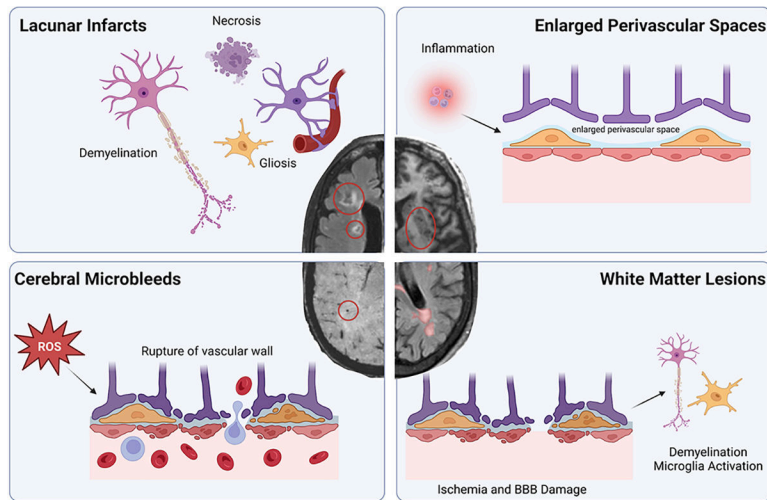 Lacunar Infarcts
Necrosis
Demyelination
Gliosis
Enlarged Perivascular Spaces
Inflammation
enlarged perivascular space
Cerebral Microbleeds
ROS
Rupture of vascular wall
White Matter Lesions
Demyelination
Microglia Activation
Ischemia and BBB Damage